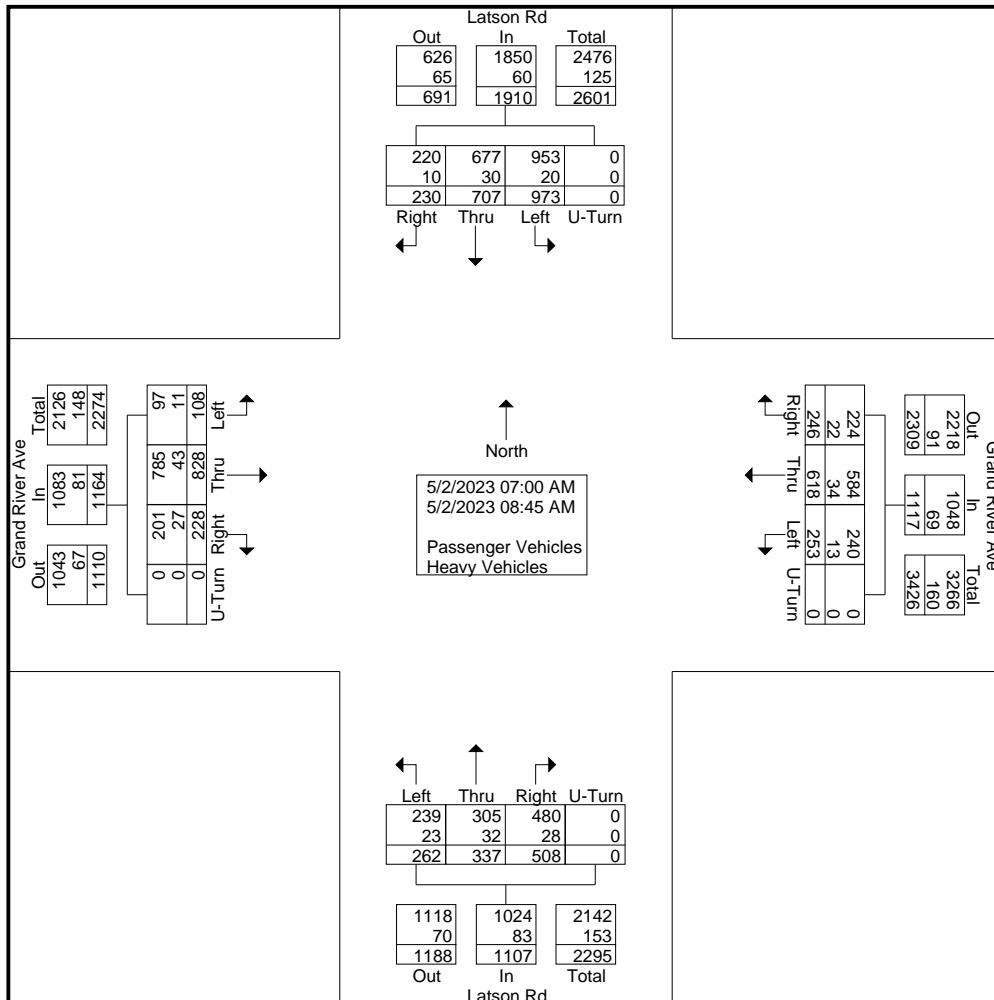 Latson Rd
Out In Total
626 1850 2476
65 60 125
691 1910 2601
220 677 953 0
10 30 20 0
230 707 973 0
Right Thru Left U-Turn
Grand River Ave
Total In Out
2126 1083 1043
148 81 67
2274 1164 1110
97 785 201 0
11 43 27 0
108 828 228 0
Left Thru Right U-Turn
North
5/2/2023 07:00 AM
5/2/2023 08:45 AM
Passenger Vehicles
Heavy Vehicles
Grand River Ave
Out In Total
2218 1048 3266
91 69 160
2309 1117 3426
224 584 240 0
22 34 13 0
246 618 253 0
Right Thru Left U-Turn
Left Thru Right U-Turn
239 305 480 0
23 32 28 0
262 337 508 0
1118 1024 2142
70 83 153
1188 1107 2295
Out In Total
Latson Rd